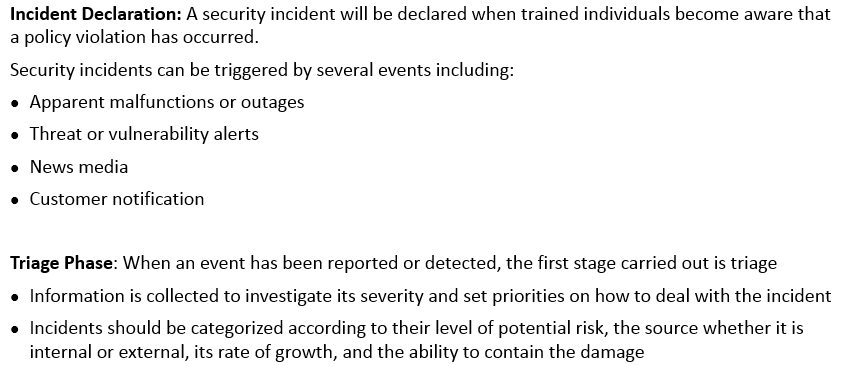 Incident Declaration: A security incident will be declared when trained individuals become aware that
a policy violation has occurred.
Security incidents can be triggered by several events including:
• Apparent malfunctions or outages
• Threat or vulnerability alerts
• News media
• Customer notification
Triage Phase: When an event has been reported or detected, the first stage carried out is triage
• Information is collected to investigate its severity and set priorities on how to deal with the incident
• Incidents should be categorized according to their level of potential risk, the source whether it is
internal or external, its rate of growth, and the ability to contain the damage